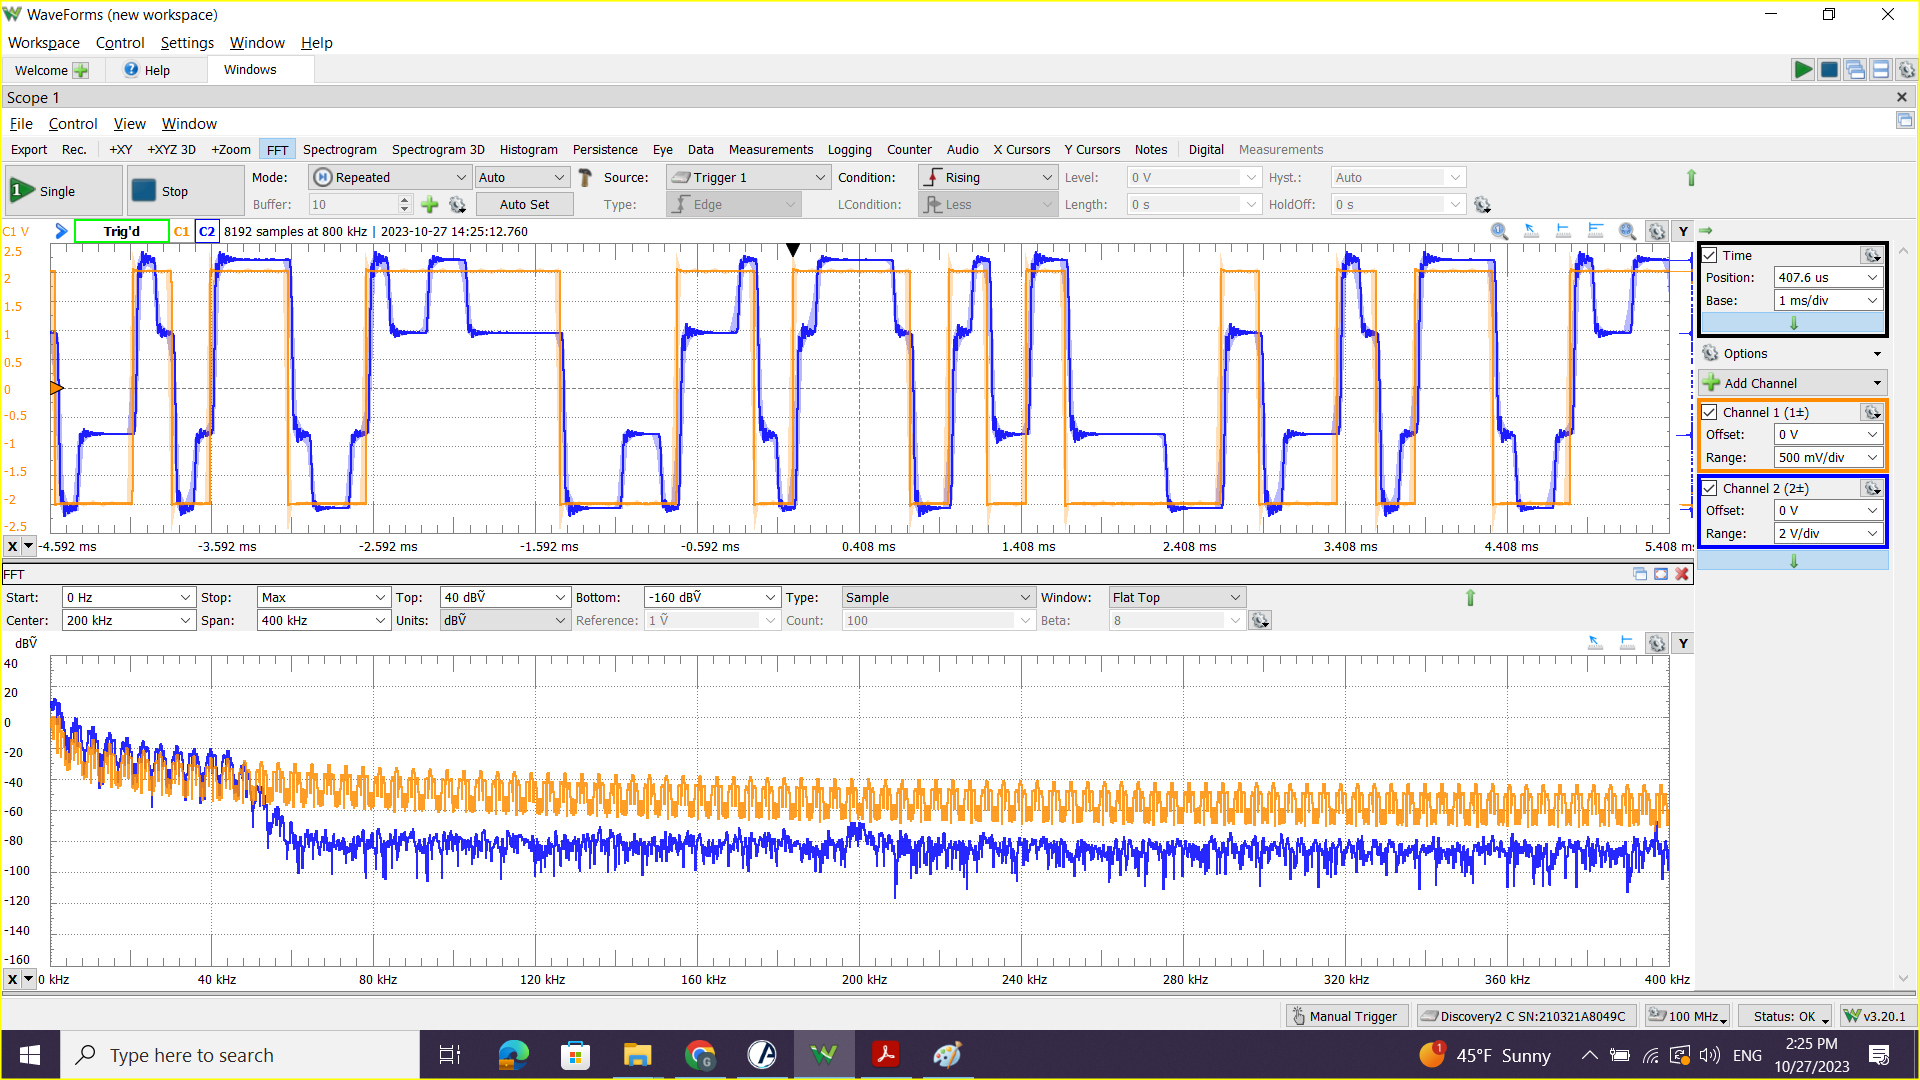 WaveForms (new workspace)
Workspace Control Settings Window Help
Welcome Help Windows
Scope 1
File Control View Window
Export Rec. +XY +XYZ 3D +Zoom FFT Spectrogram Spectrogram 3D Histogram Persistence Eye Data Measurements Logging Counter Audio X Cursors Y Cursors Notes Digital Measurements
1 Single Stop Mode: Repeated Auto Source: Trigger 1 Condition: Rising Level: 0 V Hyst.: Auto
Buffer: 10 Auto Set Type: Edge LCondition: Less Length: 0 s HoldOff: 0 s
C1 V Trig'd C1 C2 8192 samples at 800 kHz | 2023-10-27 14:25:12.760 Y
2.5
2
1.5
1
0.5
0
-0.5
-1
-1.5
-2
-2.5
X -4.592 ms -3.592 ms -2.592 ms -1.592 ms -0.592 ms 0.408 ms 1.408 ms 2.408 ms 3.408 ms 4.408 ms 5.408 ms
Time
Position: 407.6 us
Base: 1 ms/div
Options
Add Channel
Channel 1 (1±)
Offset: 0 V
Range: 500 mV/div
Channel 2 (2±)
Offset: 0 V
Range: 2 V/div
FFT
Start: 0 Hz Stop: Max Top: 40 dBṼ Bottom: -160 dBṼ Type: Sample Window: Flat Top
Center: 200 kHz Span: 400 kHz Units: dBṼ Reference: 1 Ṽ Count: 100 Beta: 8
dBṼ Y
40
20
0
-20
-40
-60
-80
-100
-120
-140
-160
X 0 kHz 40 kHz 80 kHz 120 kHz 160 kHz 200 kHz 240 kHz 280 kHz 320 kHz 360 kHz 400 kHz
Manual Trigger Discovery2 C SN:210321A8049C 100 MHz Status: OK v3.20.1
Type here to search 1 45°F Sunny ENG 2:25 PM
10/27/2023